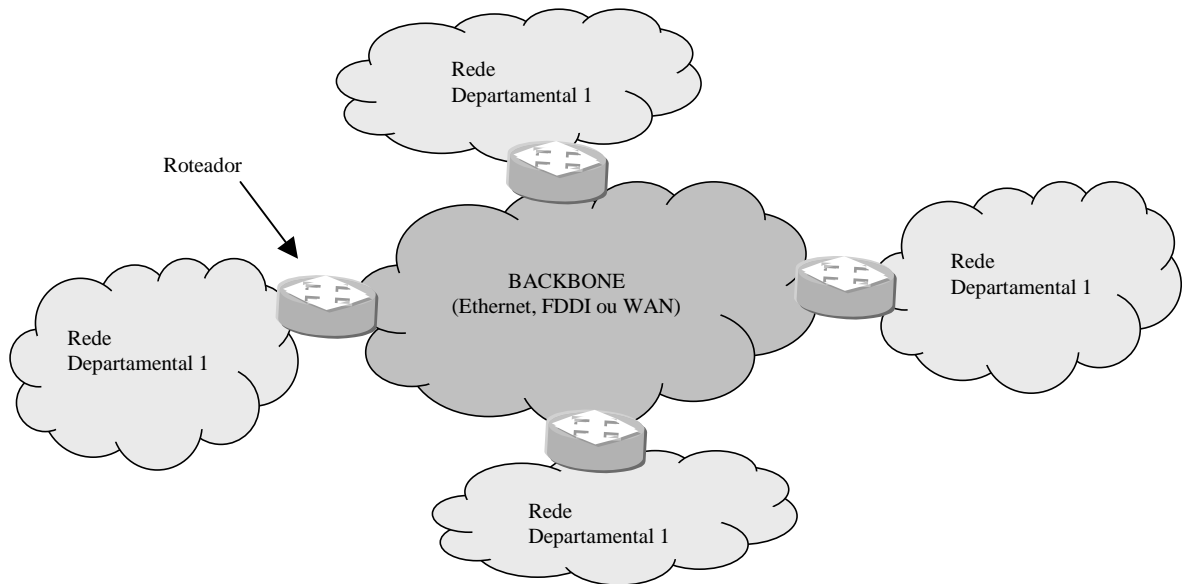 Rede
Departamental 1
Roteador
BACKBONE
(Ethernet, FDDI ou WAN)
Rede
Departamental 1
Rede
Departamental 1
Rede
Departamental 1